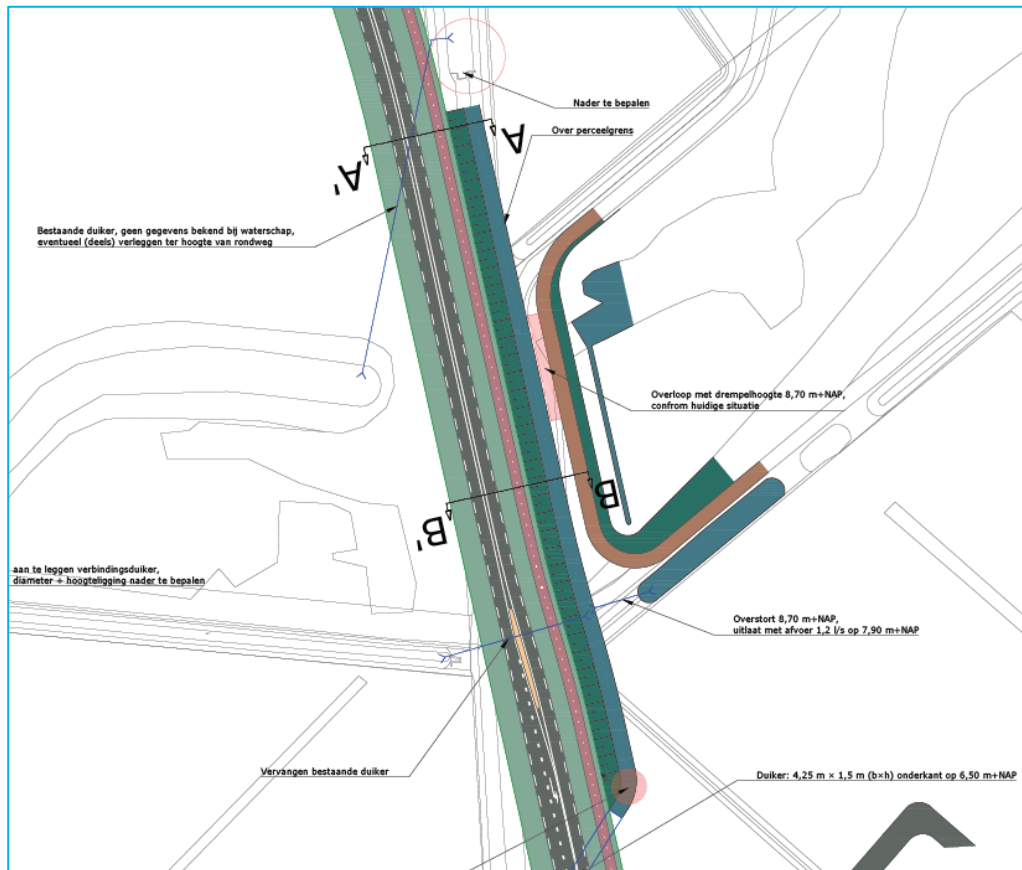 Nader te bepalen
Over perceelgrens
A
A'
Bestaande duiker, geen gegevens bekend bij waterschap,
eventueel (deels) verleggen ter hoogte van rondweg
Overloop met drempelhoogte 8,70 m+NAP,
confrom huidige situatie
B
B'
aan te leggen verbindingsduiker,
diameter + hoogteligging nader te bepalen
Overstort 8,70 m+NAP,
uitlaat met afvoer 1,2 l/s op 7,90 m+NAP
Vervangen bestaande duiker
Duiker: 4,25 m × 1,5 m (b×h) onderkant op 6,50 m+NAP